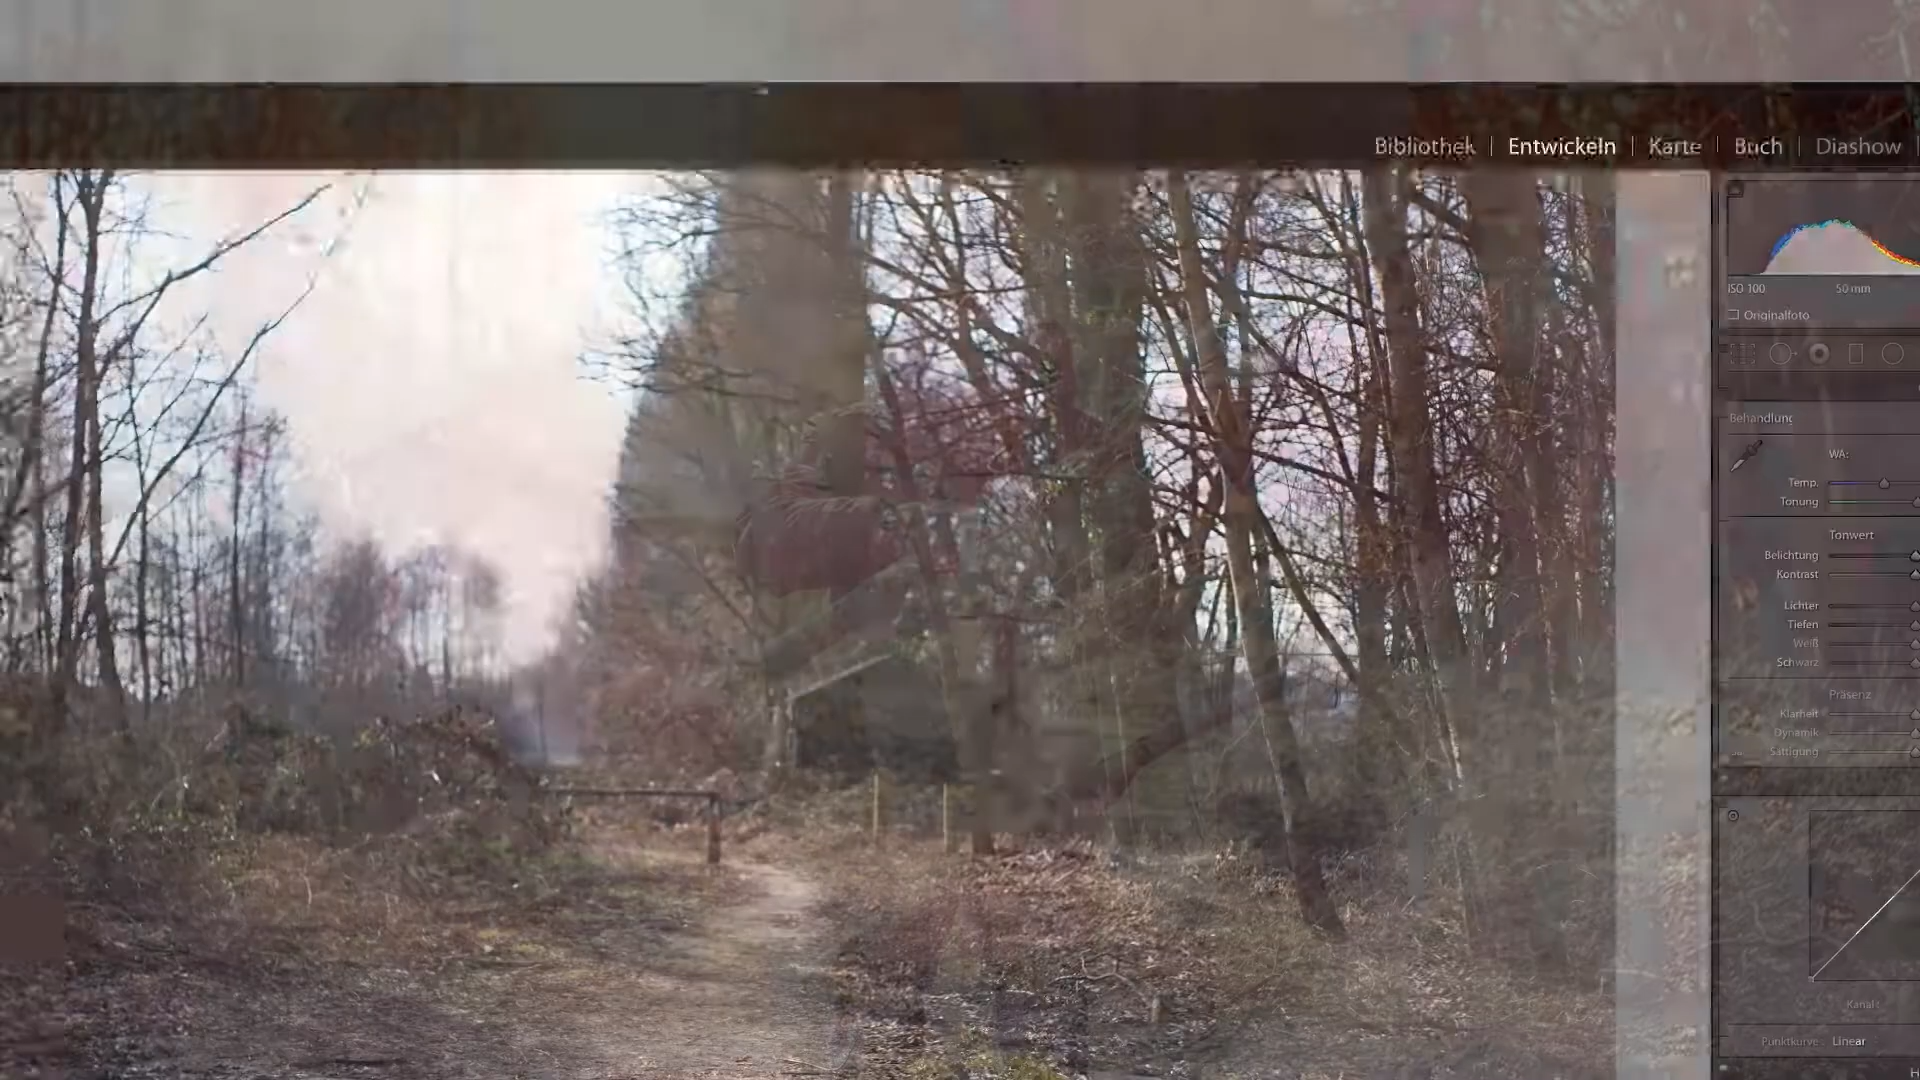 Bibliothek | Entwickeln | Karte | Buch | Diashow
ISO 100 50 mm
Originalfoto
Behandlung
WA:
Temp.
Tonung
Tonwert
Belichtung
Kontrast
Lichter
Tiefen
Weiß
Schwarz
Präsenz
Klarheit
Dynamik
Sättigung
Kanal:
Punktkurve: Linear